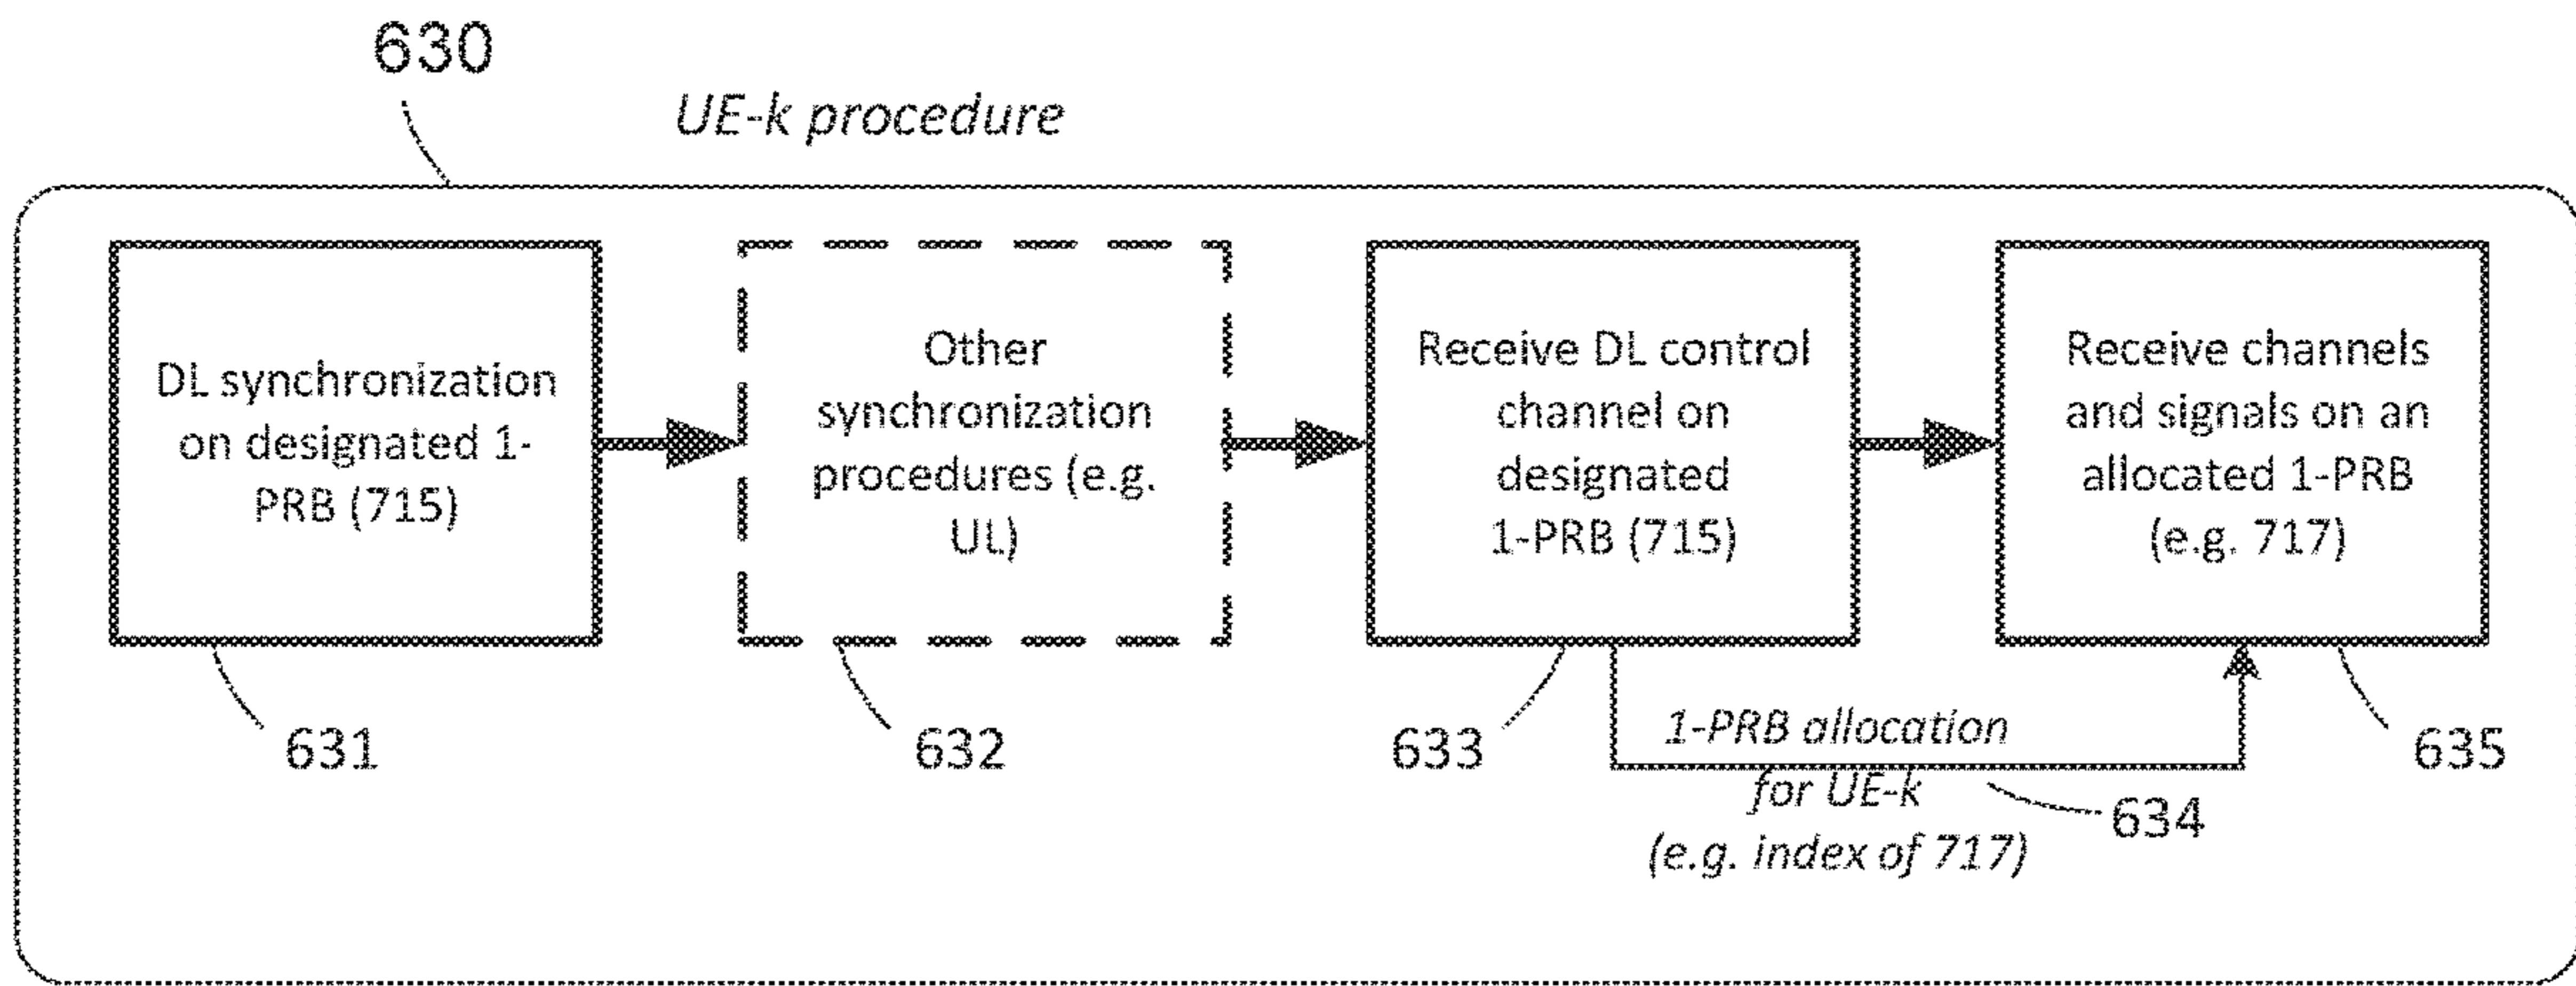 630
UE-k procedure
DL synchronization
on designated 1-
PRB (715)
Other
synchronization
procedures (e.g.
UL)
Receive DL control
channel on
designated
1-PRB (715)
Receive channels
and signals on an
allocated 1-PRB
(e.g. 717)
631
632
633
1-PRB allocation
for UE-k
(e.g. index of 717)
634
635